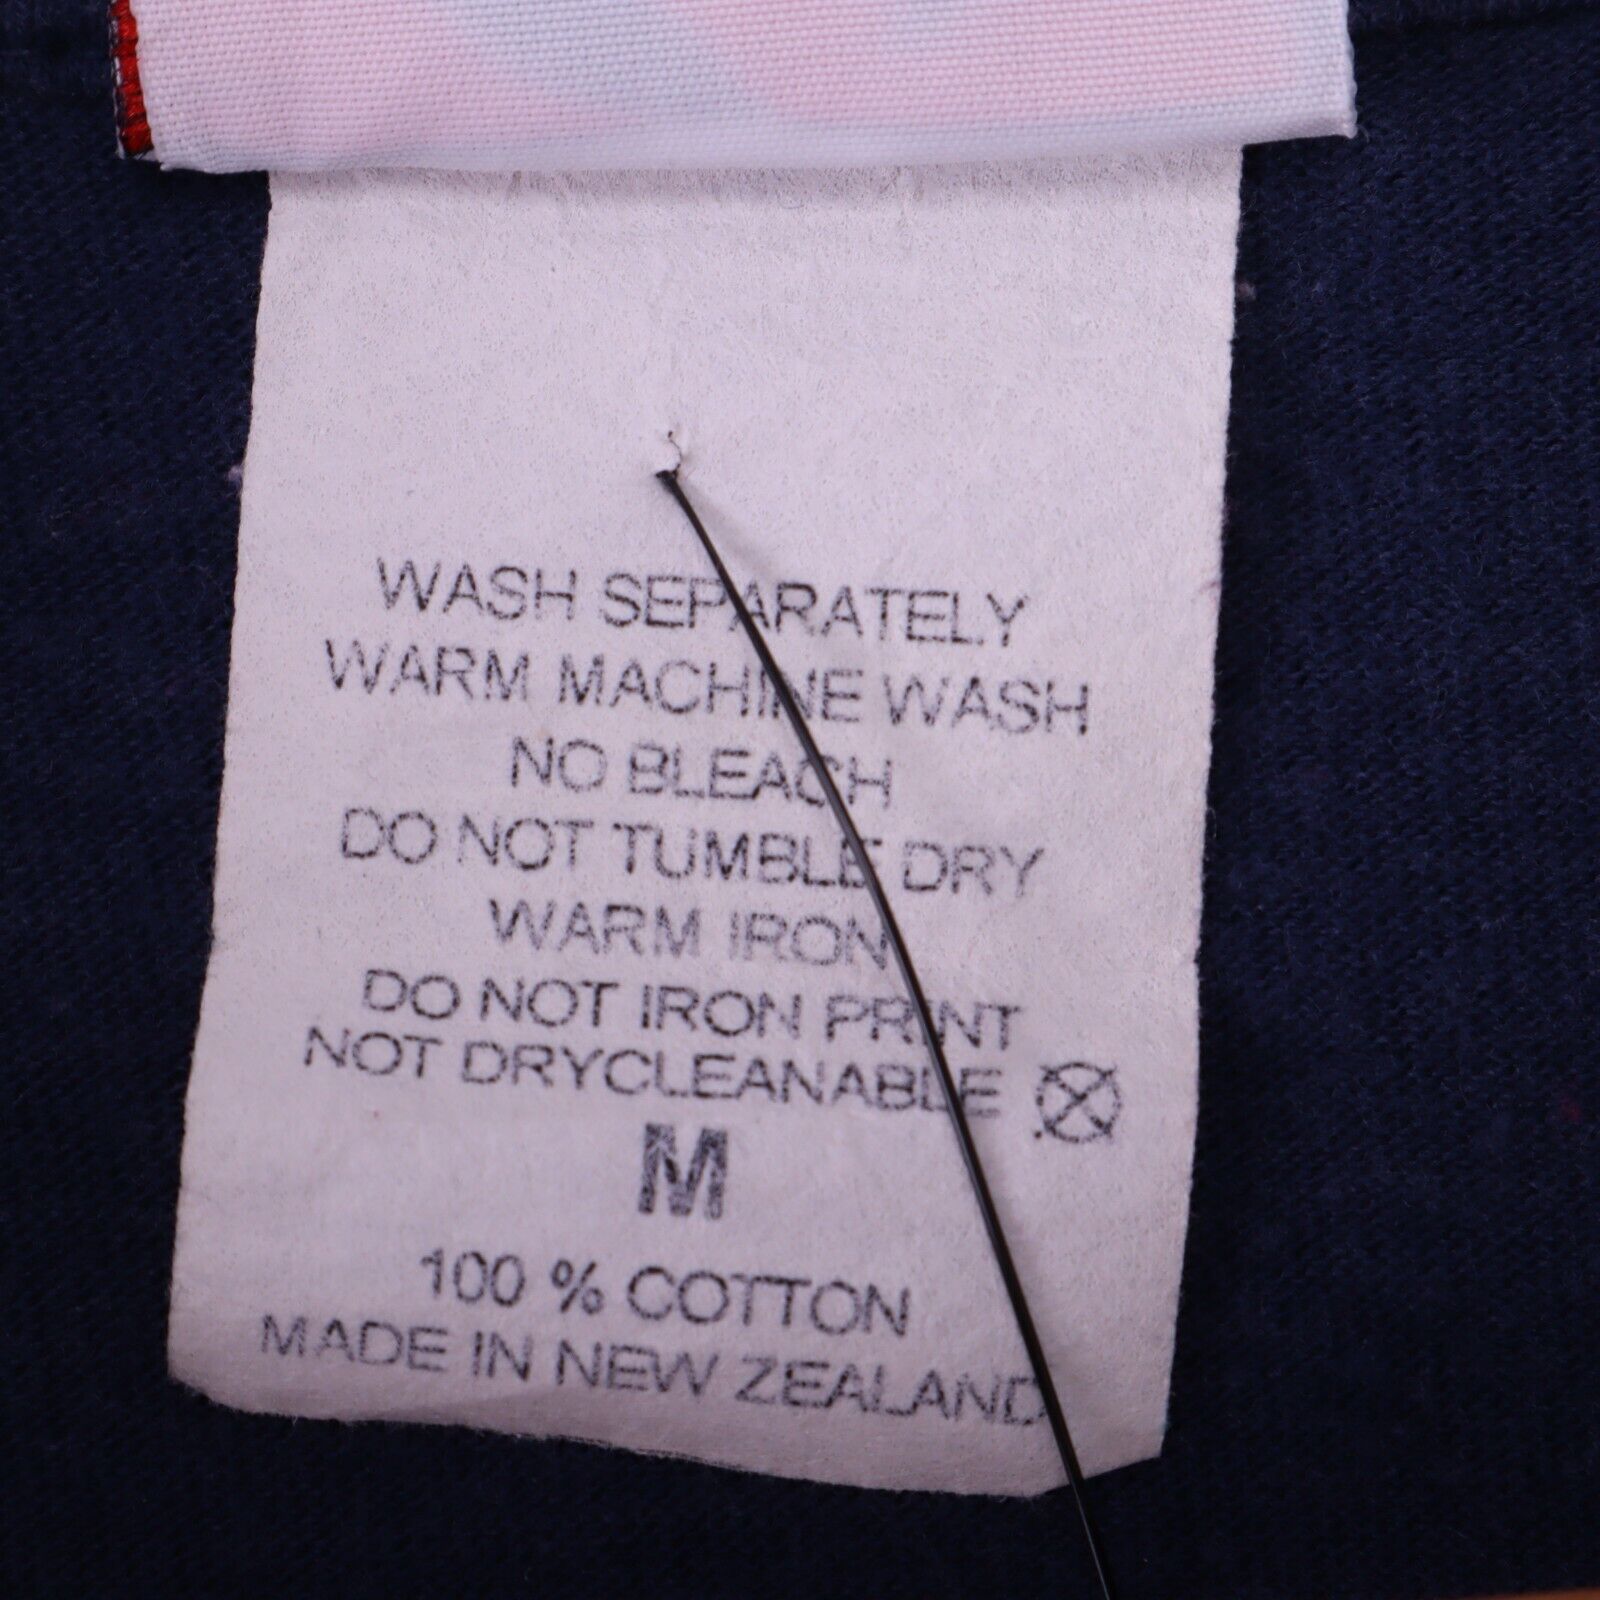 WASH SEPARATELY
WARM MACHINE WASH
NO BLEACH
DO NOT TUMBLE DRY
WARM IRON
DO NOT IRON PRINT
NOT DRYCLEANABLE
M
100 % COTTON
MADE IN NEW ZEALAND